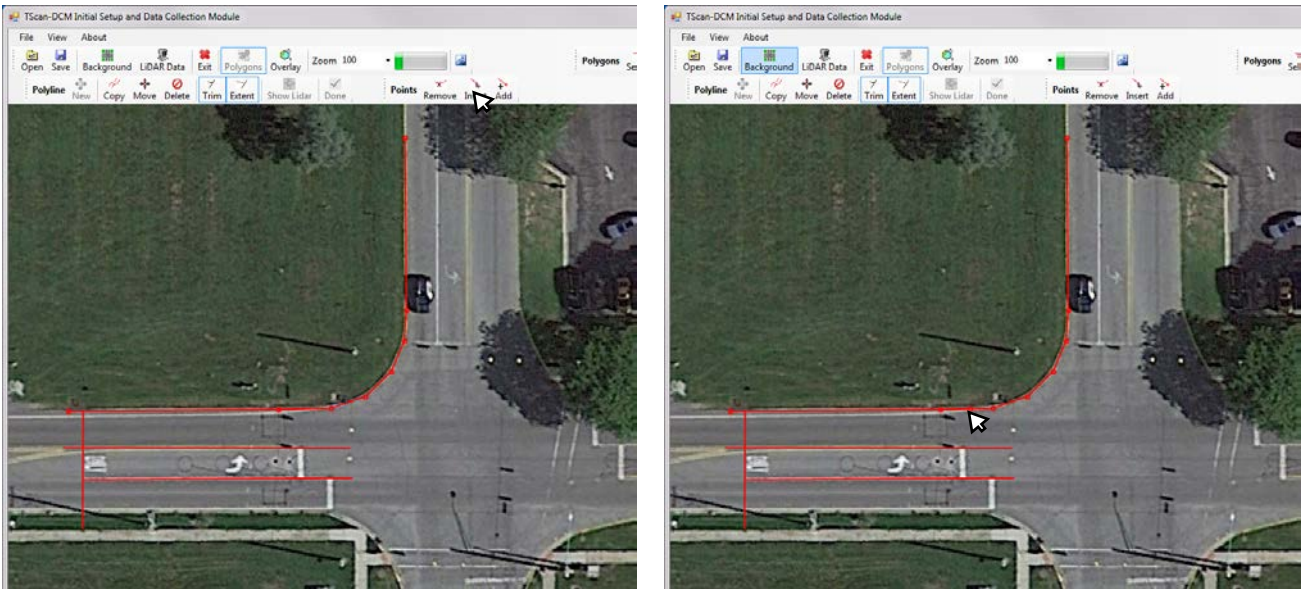 TScan-DCM Initial Setup and Data Collection Module
File View About
Open Save Background LiDAR Data Exit Polygons Overlay Zoom 100 Polygons
Polyline New Copy Move Delete Trim Extent Show Lidar Done Points Remove Insert Add
TScan-DCM Initial Setup and Data Collection Module
File View About
Open Save Background LiDAR Data Exit Polygons Overlay Zoom 100 Polygons
Polyline New Copy Move Delete Trim Extent Show Lidar Done Points Remove Insert Add